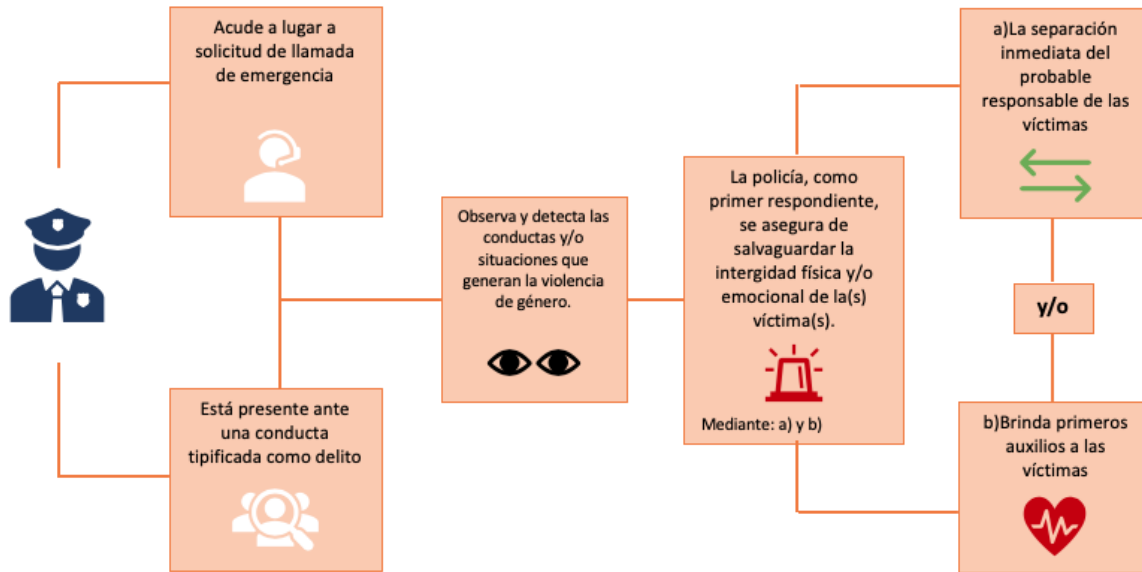 Acude a lugar a
solicitud de llamada
de emergencia
Está presente ante
una conducta
tipificada como delito
Observa y detecta las
conductas y/o
situaciones que
generan la violencia
de género.
La policía, como
primer respondiente,
se asegura de
salvaguardar la
intergidad física y/o
emocional de la(s)
víctima(s).
Mediante: a) y b)
a)La separación
inmediata del
probable
responsable de las
víctimas
y/o
b)Brinda primeros
auxilios a las
víctimas